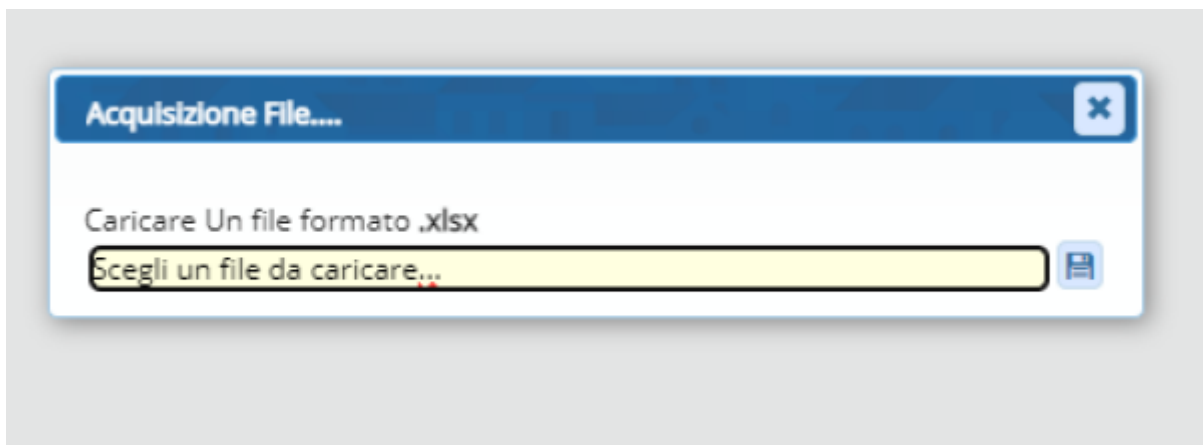 Acquisizione File....
Caricare Un file formato .xlsx
Scegli un file da caricare...